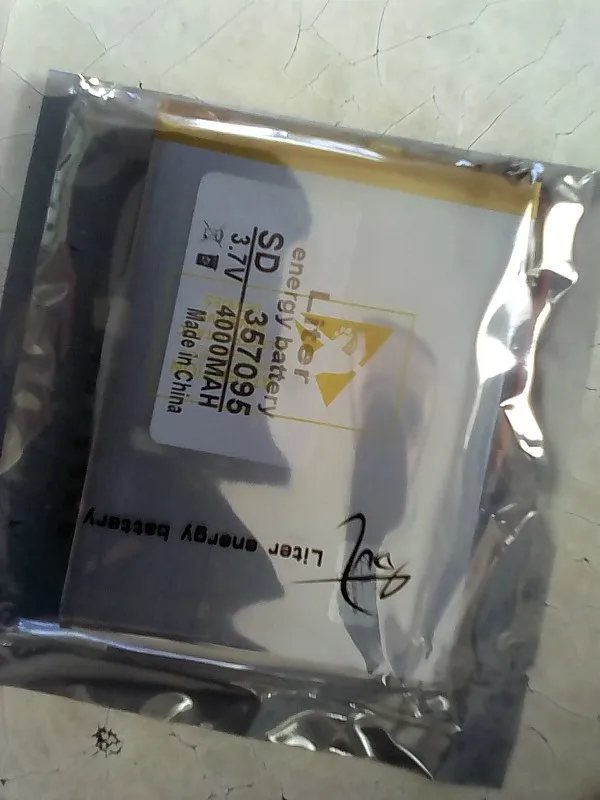 Liter
energy battery
SD 357095
3.7V 4000MAH
Made in China
Liter energy battery